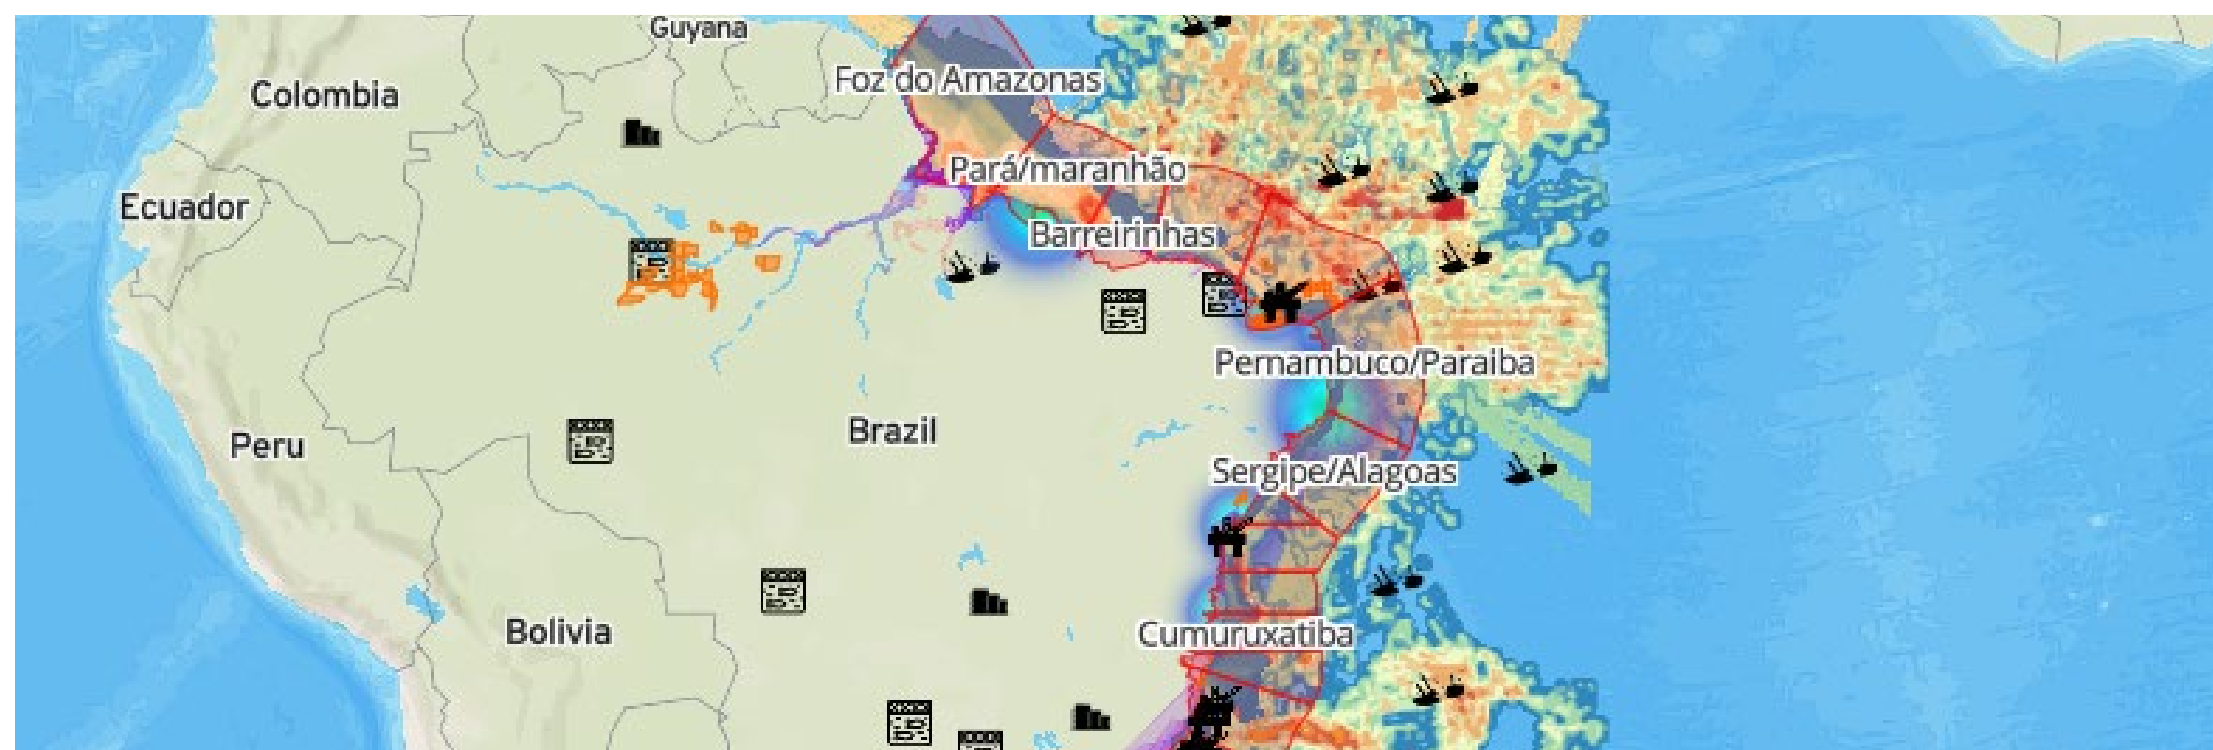 Guyana
Foz do Amazonas
Colombia
Pará/maranhão
Ecuador
Barreirinhas
Pernambuco/Paraiba
Brazil
Peru
Sergipe/Alagoas
Bolivia
Cumuruxatiba